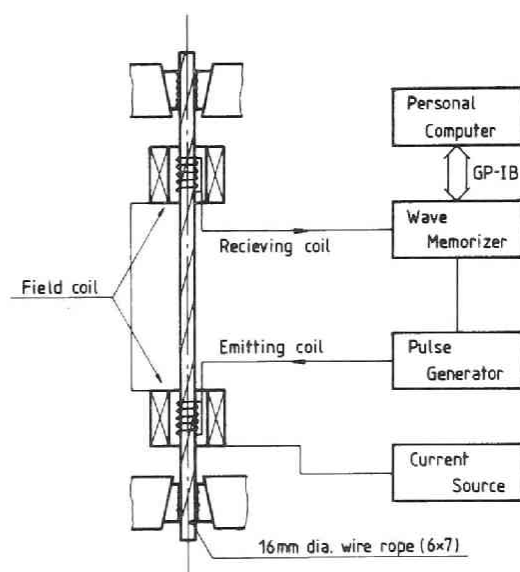 Personal
Computer
GP-IB
Wave
Memorizer
Recieving coil
Field coil
Emitting coil
Pulse
Generator
Current
Source
16mm dia. wire rope (6×7)